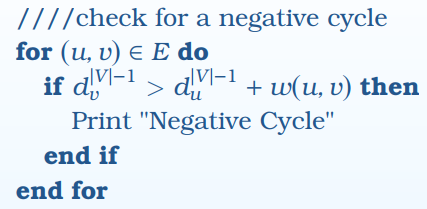 ////check for a negative cycle
for (u, v) ∈ E do
if d_v^{|V|−1} > d_u^{|V|−1} + w(u, v) then
Print "Negative Cycle"
end if
end for